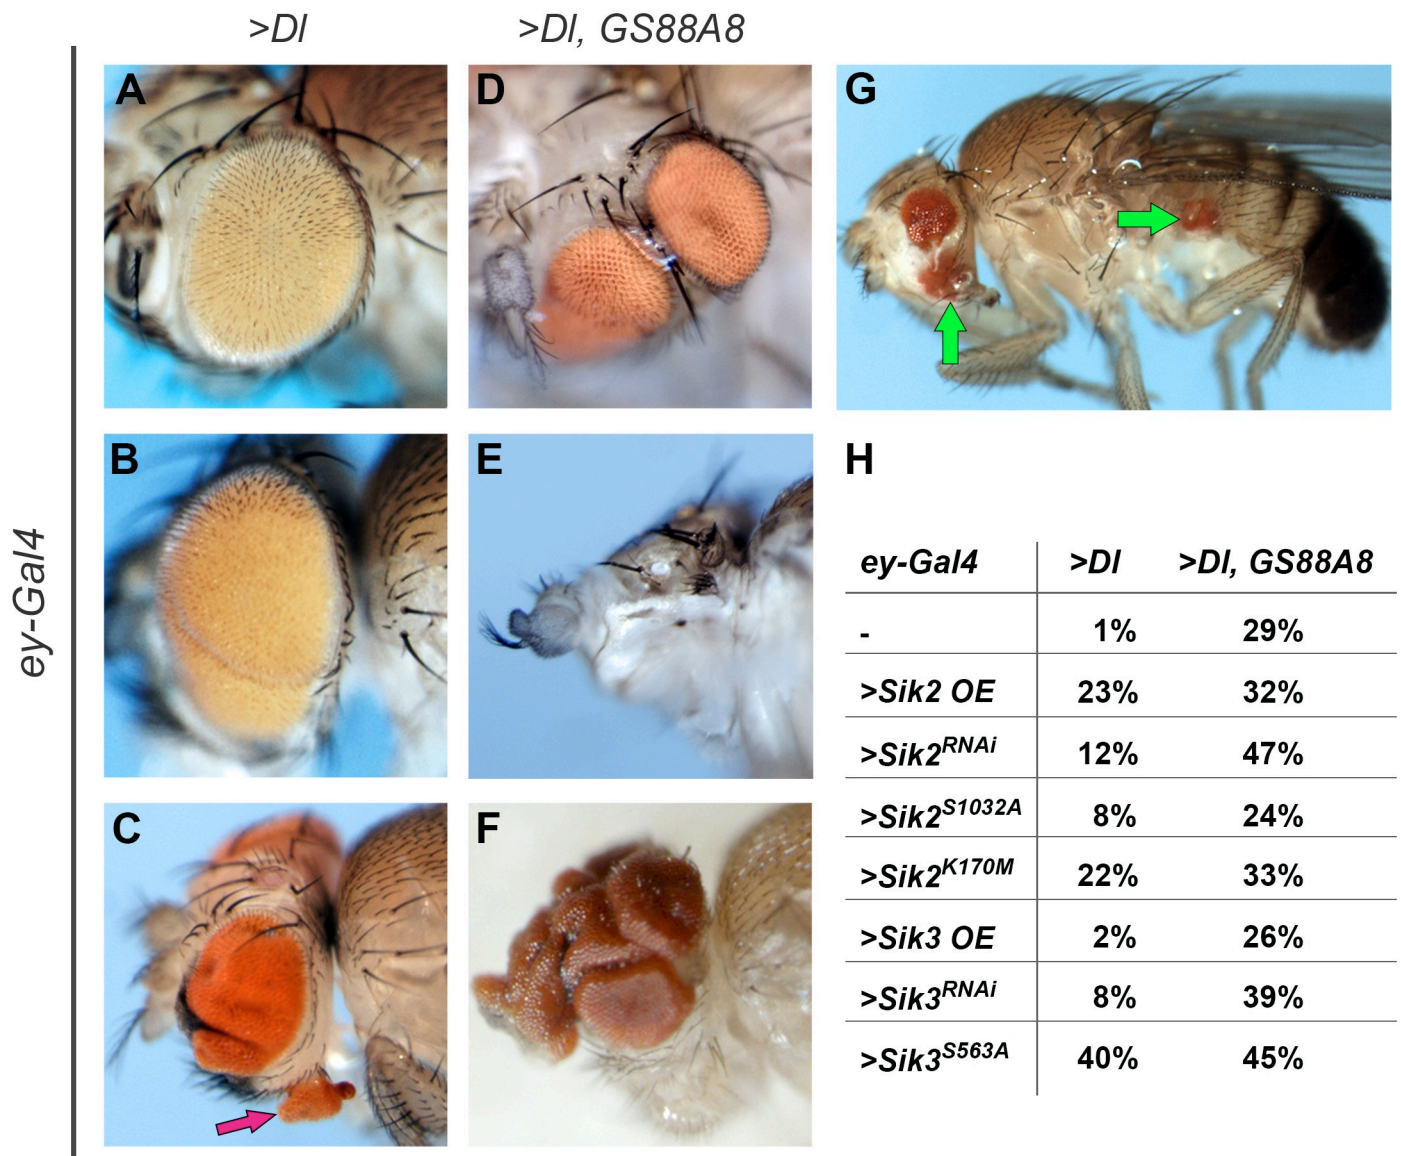 >Dl
>Dl, GS88A8
ey-Gal4
A
D
G
B
E
H
C
F
ey-Gal4 >Dl >Dl, GS88A8
- 1% 29%
>Sik2 OE 23% 32%
>Sik2RNAi 12% 47%
>Sik2S1032A 8% 24%
>Sik2K170M 22% 33%
>Sik3 OE 2% 26%
>Sik3RNAi 8% 39%
>Sik3S563A 40% 45%